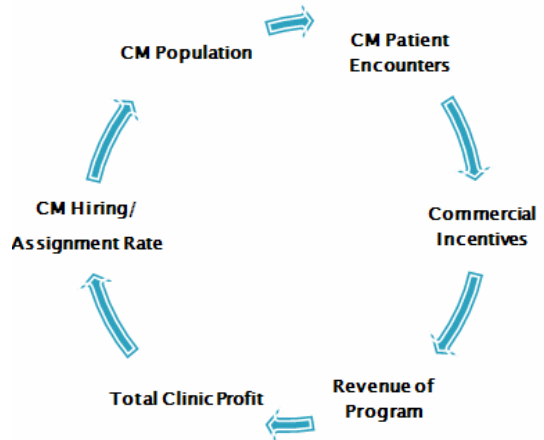 CM Population
CM Patient
Encounters
Commercial
Incentives
Revenue of
Program
Total Clinic Profit
CM Hiring/
Assignment Rate